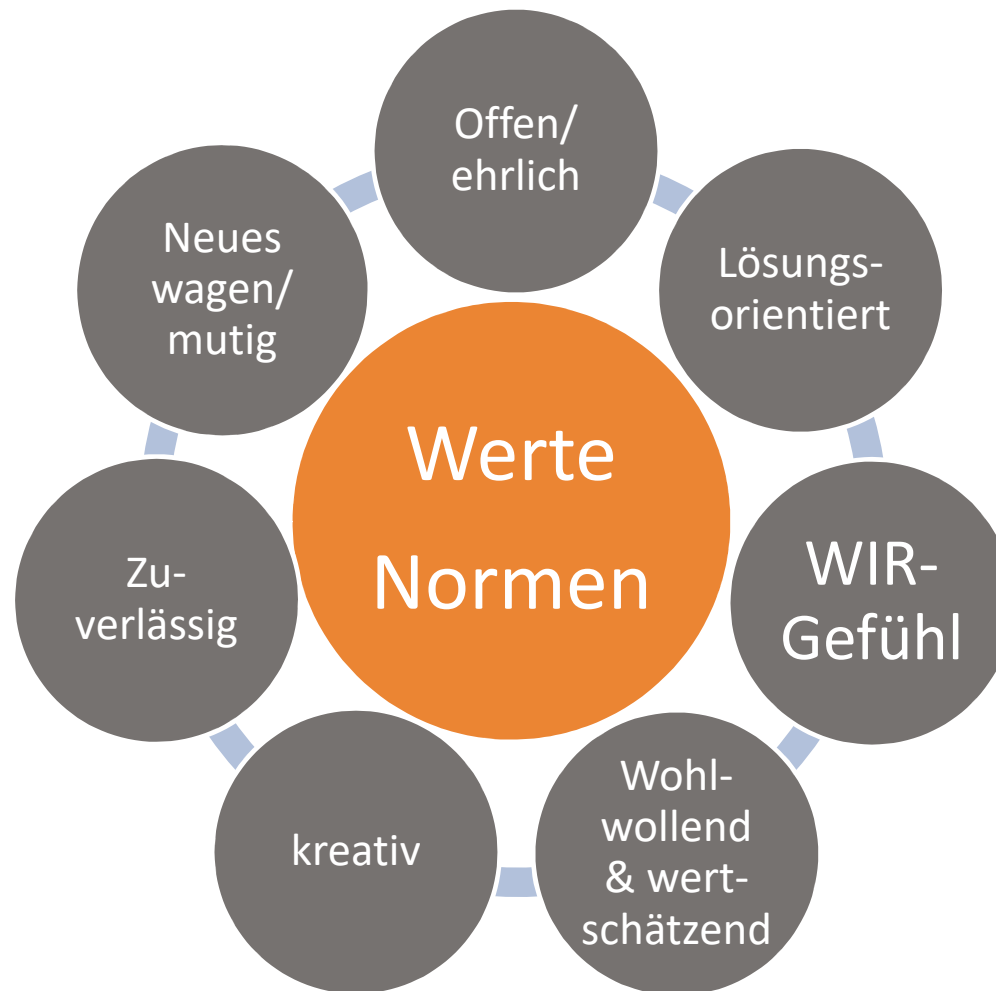 Offen/
ehrlich
Lösungs-
orientiert
WIR-
Gefühl
Wohl-
wollend
& wert-
schätzend
kreativ
Zu-
verlässig
Neues
wagen/
mutig
Werte
Normen